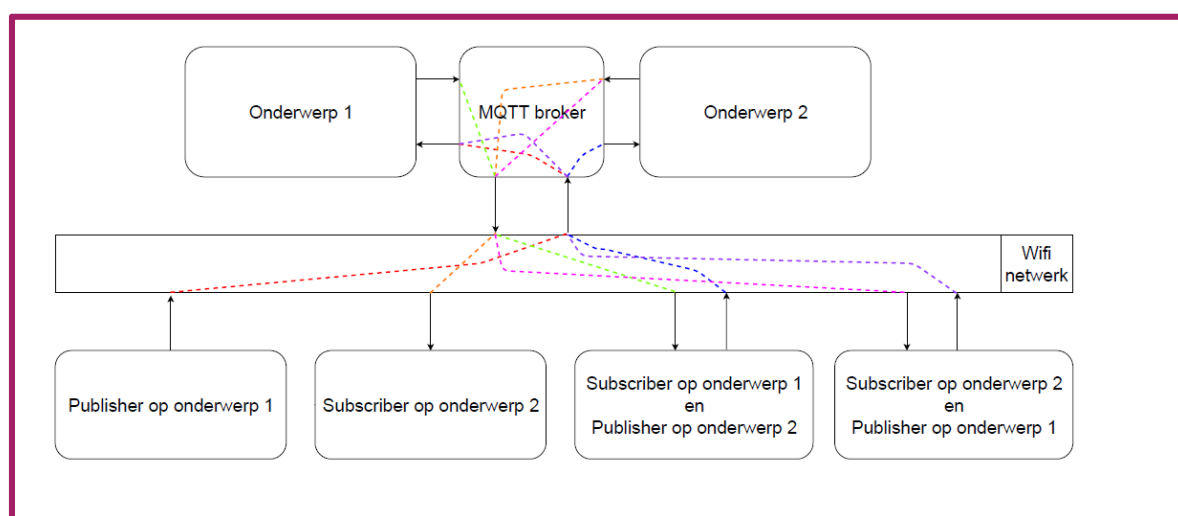 Onderwerp 1
MQTT broker
Onderwerp 2
Wifi
netwerk
Publisher op onderwerp 1
Subscriber op onderwerp 2
Subscriber op onderwerp 1
en
Publisher op onderwerp 2
Subscriber op onderwerp 2
en
Publisher op onderwerp 1